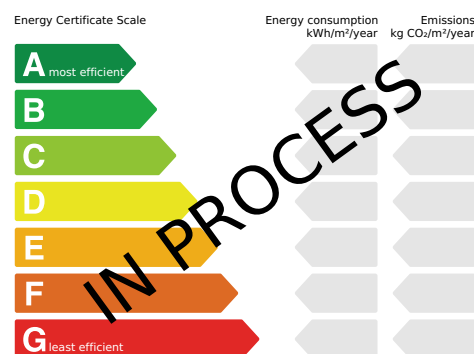 Energy Certificate Scale
Energy consumption
kWh/m²/year
Emissions
kg CO₂/m²/year
A most efficient
B
C
D
E
F
G least efficient
IN PROCESS